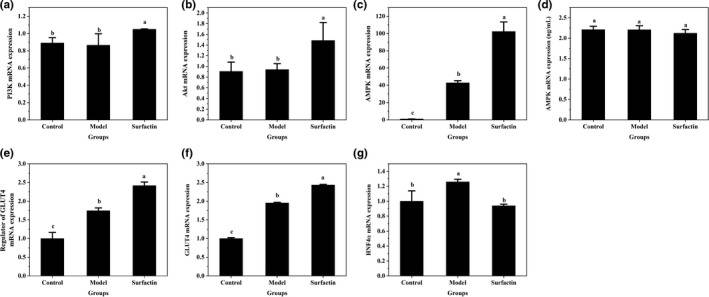 (a)
PI3K mRNA expression
1.2
1.0
0.8
0.6
0.4
0.2
0.0
b
b
a
Control Model Surfactin
Groups
(b)
Akt mRNA expression
2.0
1.8
1.6
1.4
1.2
1.0
0.8
0.6
0.4
0.2
0.0
b
b
a
Control Model Surfactin
Groups
(c)
AMPK mRNA expression
120
100
80
60
40
20
0
c
b
a
Control Model Surfactin
Groups
(d)
AMPK mRNA expression (ng/mL)
2.5
2.0
1.5
1.0
0.5
0.0
a
a
a
Control Model Surfactin
Groups
(e)
Regulator of GLUT4
mRNA expression
3.0
2.5
2.0
1.5
1.0
0.5
0.0
c
b
a
Control Model Surfactin
Groups
(f)
GLUT4 mRNA expression
3.0
2.5
2.0
1.5
1.0
0.5
0.0
c
b
a
Control Model Surfactin
Groups
(g)
HNF4α mRNA expression
1.4
1.2
1.0
0.8
0.6
0.4
0.2
0.0
b
a
b
Control Model Surfactin
Groups